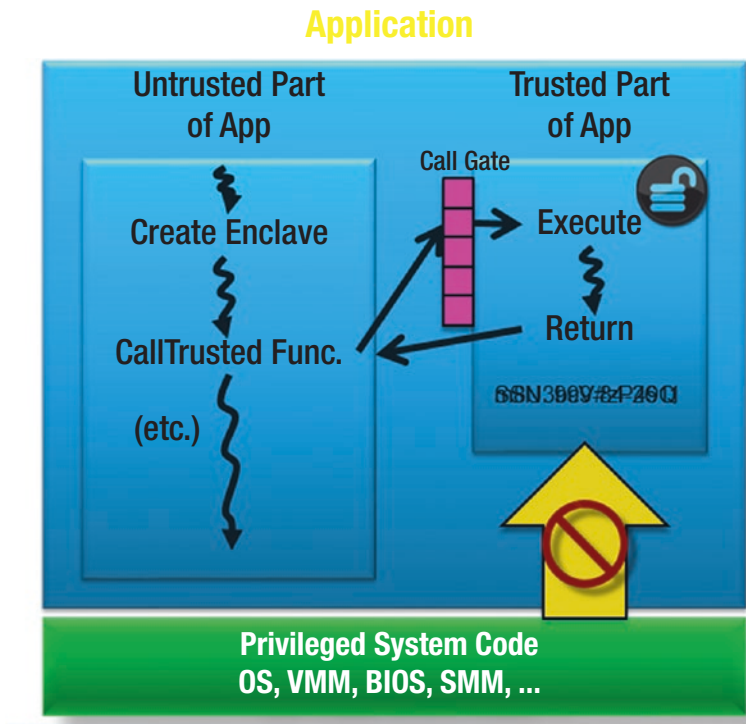 Application
Untrusted Part
of App
Trusted Part
of App
Call Gate
Create Enclave
Execute
CallTrusted Func.
Return
(etc.)
Privileged System Code
OS, VMM, BIOS, SMM, ...